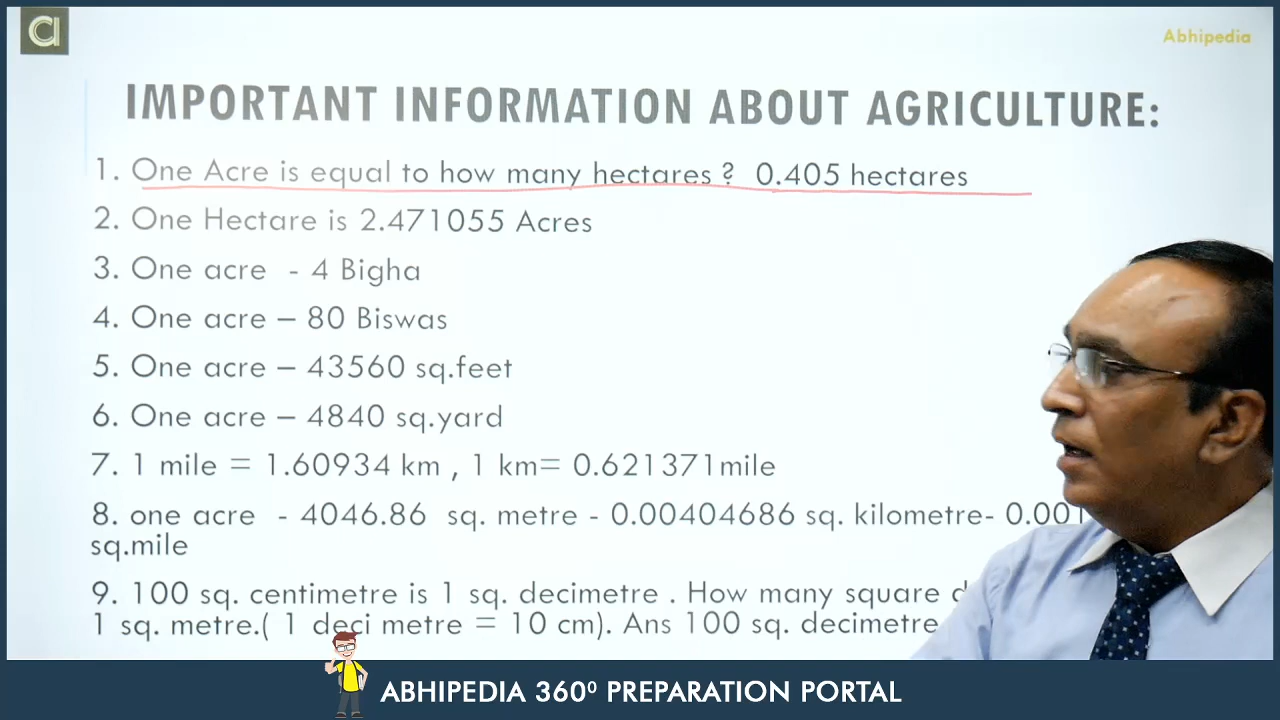 CI
Abhipedia
IMPORTANT INFORMATION ABOUT AGRICULTURE:
1. One Acre is equal to how many hectares ? 0.405 hectares
2. One Hectare is 2.471055 Acres
3. One acre - 4 Bigha
4. One acre – 80 Biswas
5. One acre – 43560 sq.feet
6. One acre – 4840 sq.yard
7. 1 mile = 1.60934 km , 1 km= 0.621371mile
8. one acre - 4046.86 sq. metre - 0.00404686 sq. kilometre-
sq.mile
9. 100 sq. centimetre is 1 sq. decimetre . How many square
1 sq. metre.( 1 deci metre = 10 cm). Ans 100 sq. decimetre
ABHIPEDIA 360⁰ PREPARATION PORTAL